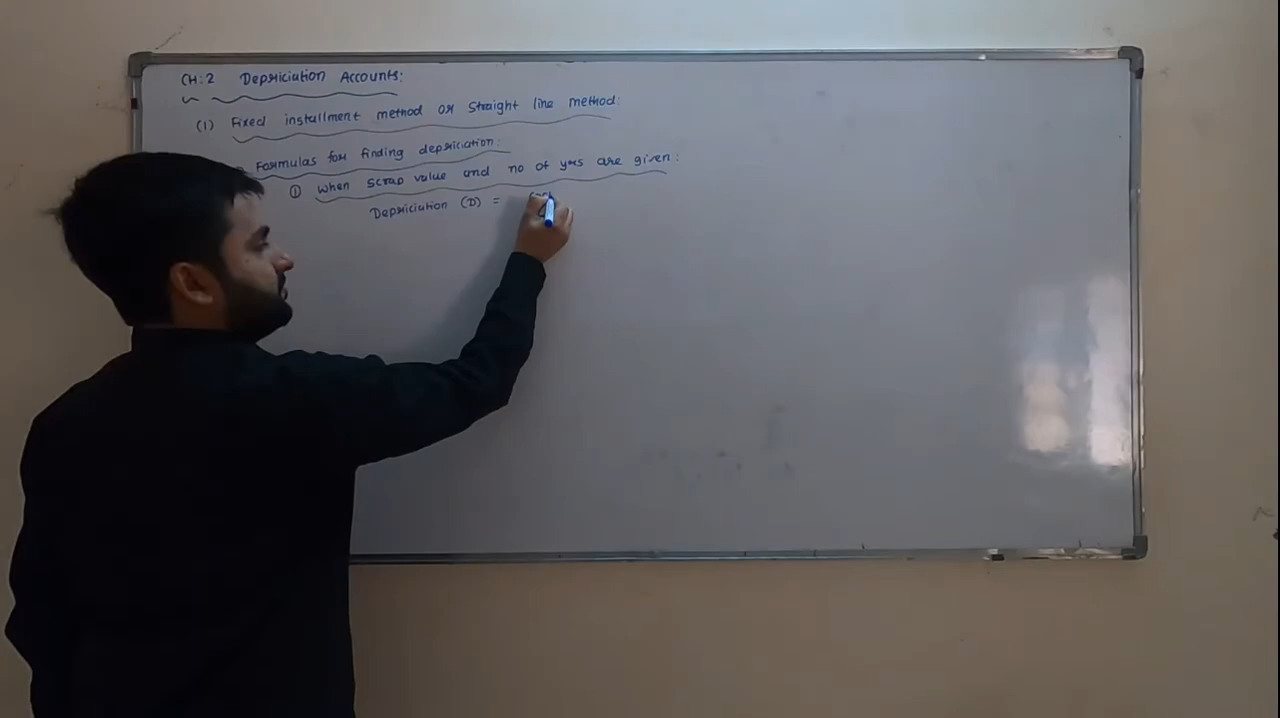 CH: 2 Depriciation Accounts:
(1) Fixed installment method or Straight line method:
Formulas for finding depriciation:
① When scrap value and no of yrs are given:
Depriciation (D) = Cost